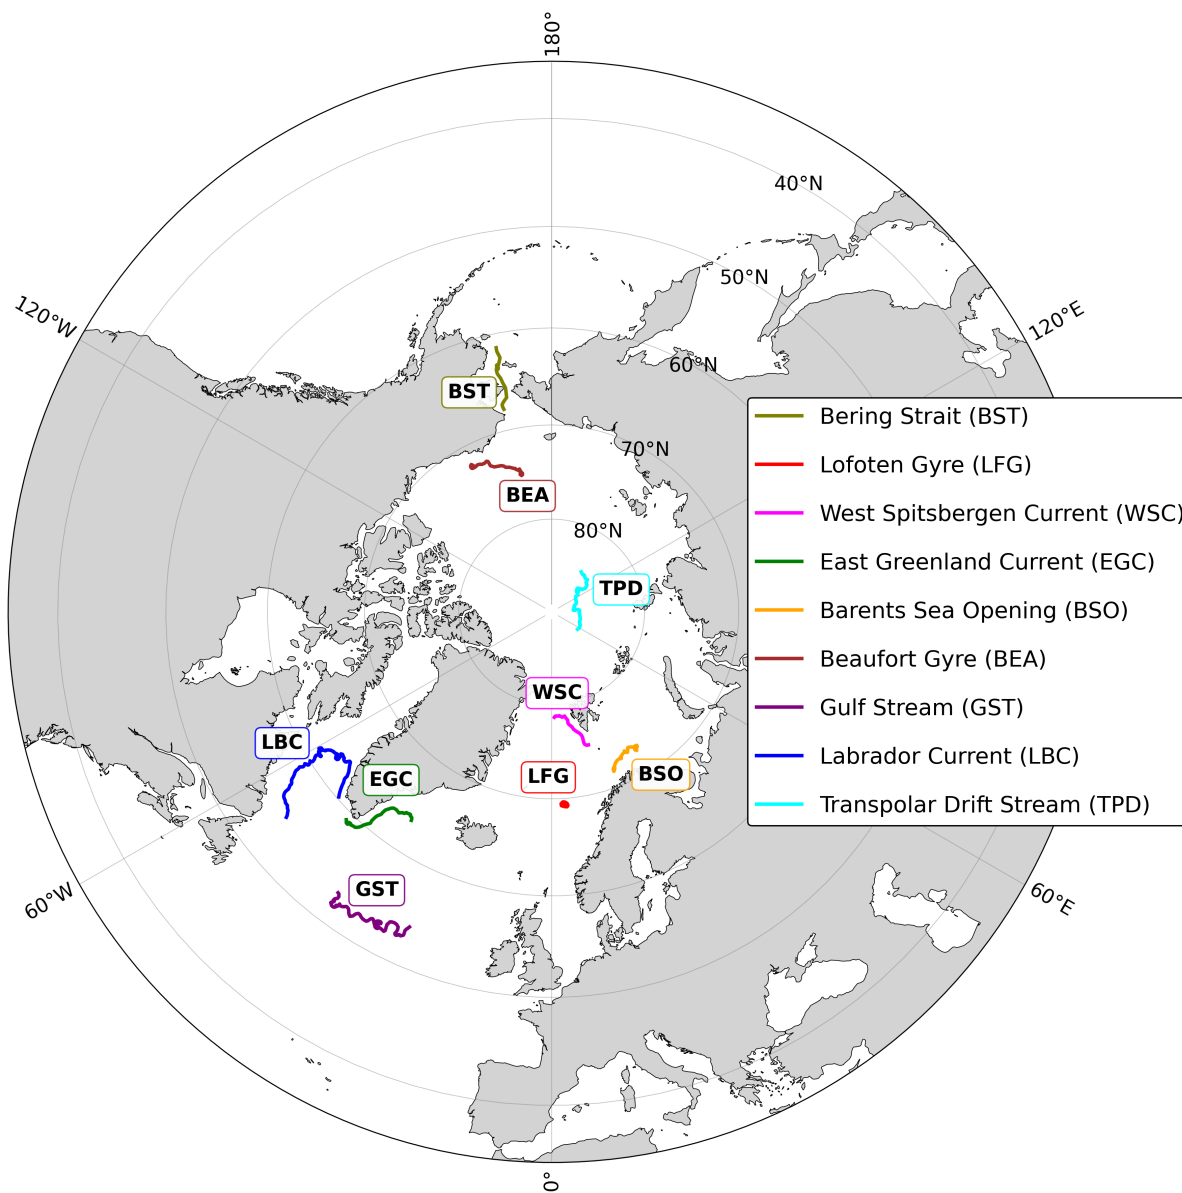 180°
40°N
50°N
120°W
120°E
60°N
BST
Bering Strait (BST)
70°N
Lofoten Gyre (LFG)
BEA
West Spitsbergen Current (WSC)
80°N
East Greenland Current (EGC)
TPD
Barents Sea Opening (BSO)
Beaufort Gyre (BEA)
WSC
Gulf Stream (GST)
LBC
Labrador Current (LBC)
EGC
LFG
BSO
Transpolar Drift Stream (TPD)
GST
60°W
60°E
0°